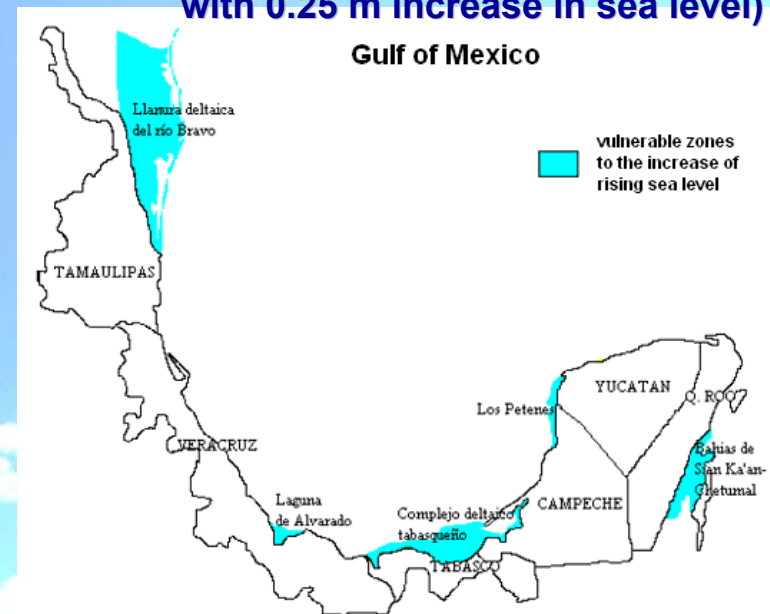 with 0.25 m increase in sea level)
Gulf of Mexico
Llanura deltaica
del río Bravo
vulnerable zones
to the increase of
rising sea level
TAMAULIPAS
YUCATAN
Q. ROO
Los Petenes
VERACRUZ
Bahias de
Sian Ka'an-
Chetumal
Laguna
de Alvarado
Complejo deltaico
tabasqueño
CAMPECHE
TABASCO